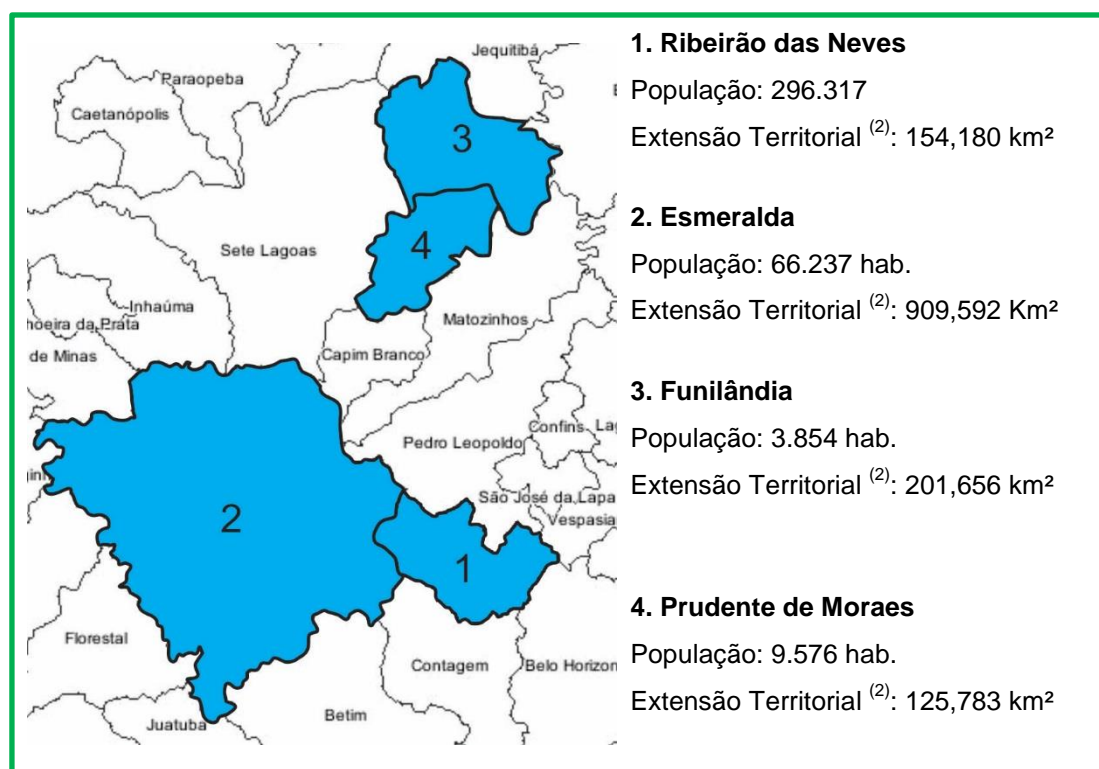 Jequitibá
Paraopeba
Caetanópolis
3
4
Sete Lagoas
Inhaúma
hoeira da Prata
de Minas
Matozinhos
Capim Branco
Confins
Pedro Leopoldo
São José da Lapa
Vespasia
2
1
Florestal
Contagem
Belo Horizon
Juatuba
Betim
1. Ribeirão das Neves
População: 296.317
Extensão Territorial (2): 154,180 km²
2. Esmeralda
População: 66.237 hab.
Extensão Territorial (2): 909,592 Km²
3. Funilândia
População: 3.854 hab.
Extensão Territorial (2): 201,656 km²
4. Prudente de Moraes
População: 9.576 hab.
Extensão Territorial (2): 125,783 km²